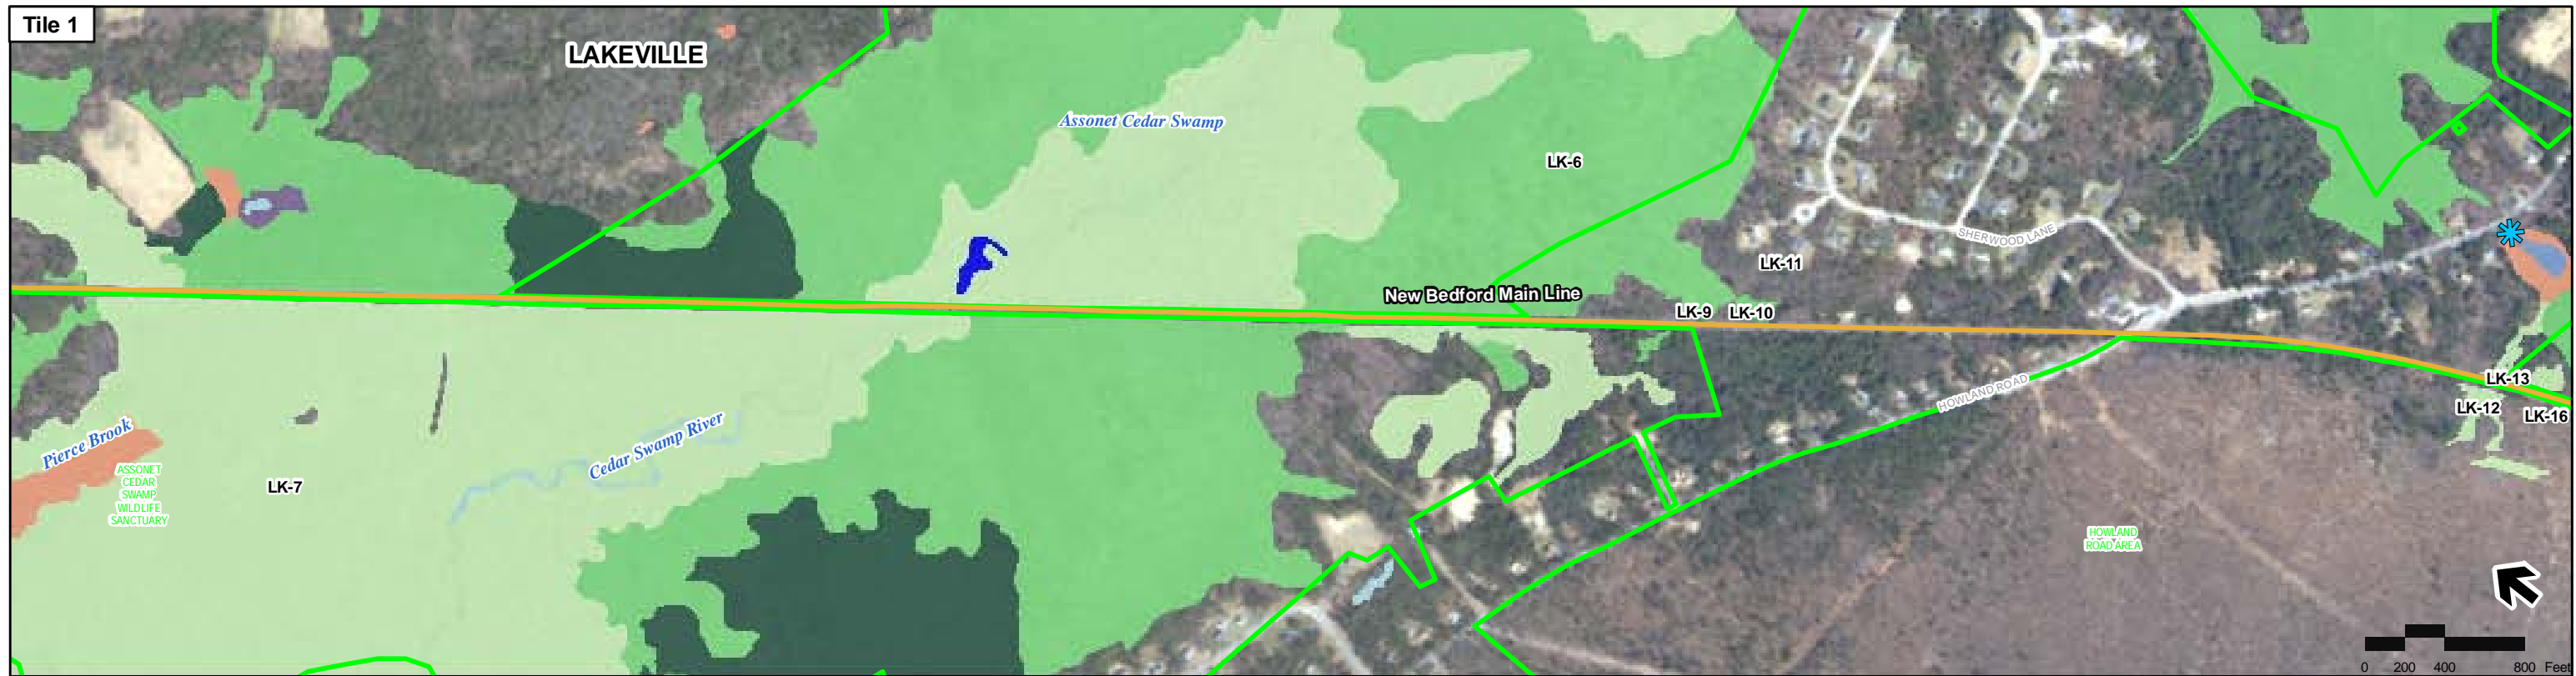 Tile 1
LAKEVILLE
Assonet Cedar Swamp
LK-6
SHERWOOD LANE
LK-11
New Bedford Main Line
LK-9
LK-10
LK-13
HOWLAND ROAD
LK-12
LK-16
Pierce Brook
Cedar Swamp River
ASSONET
CEDAR
SWAMP
WILDLIFE
SANCTUARY
LK-7
HOWLAND
ROAD AREA
0 200 400 800 Feet